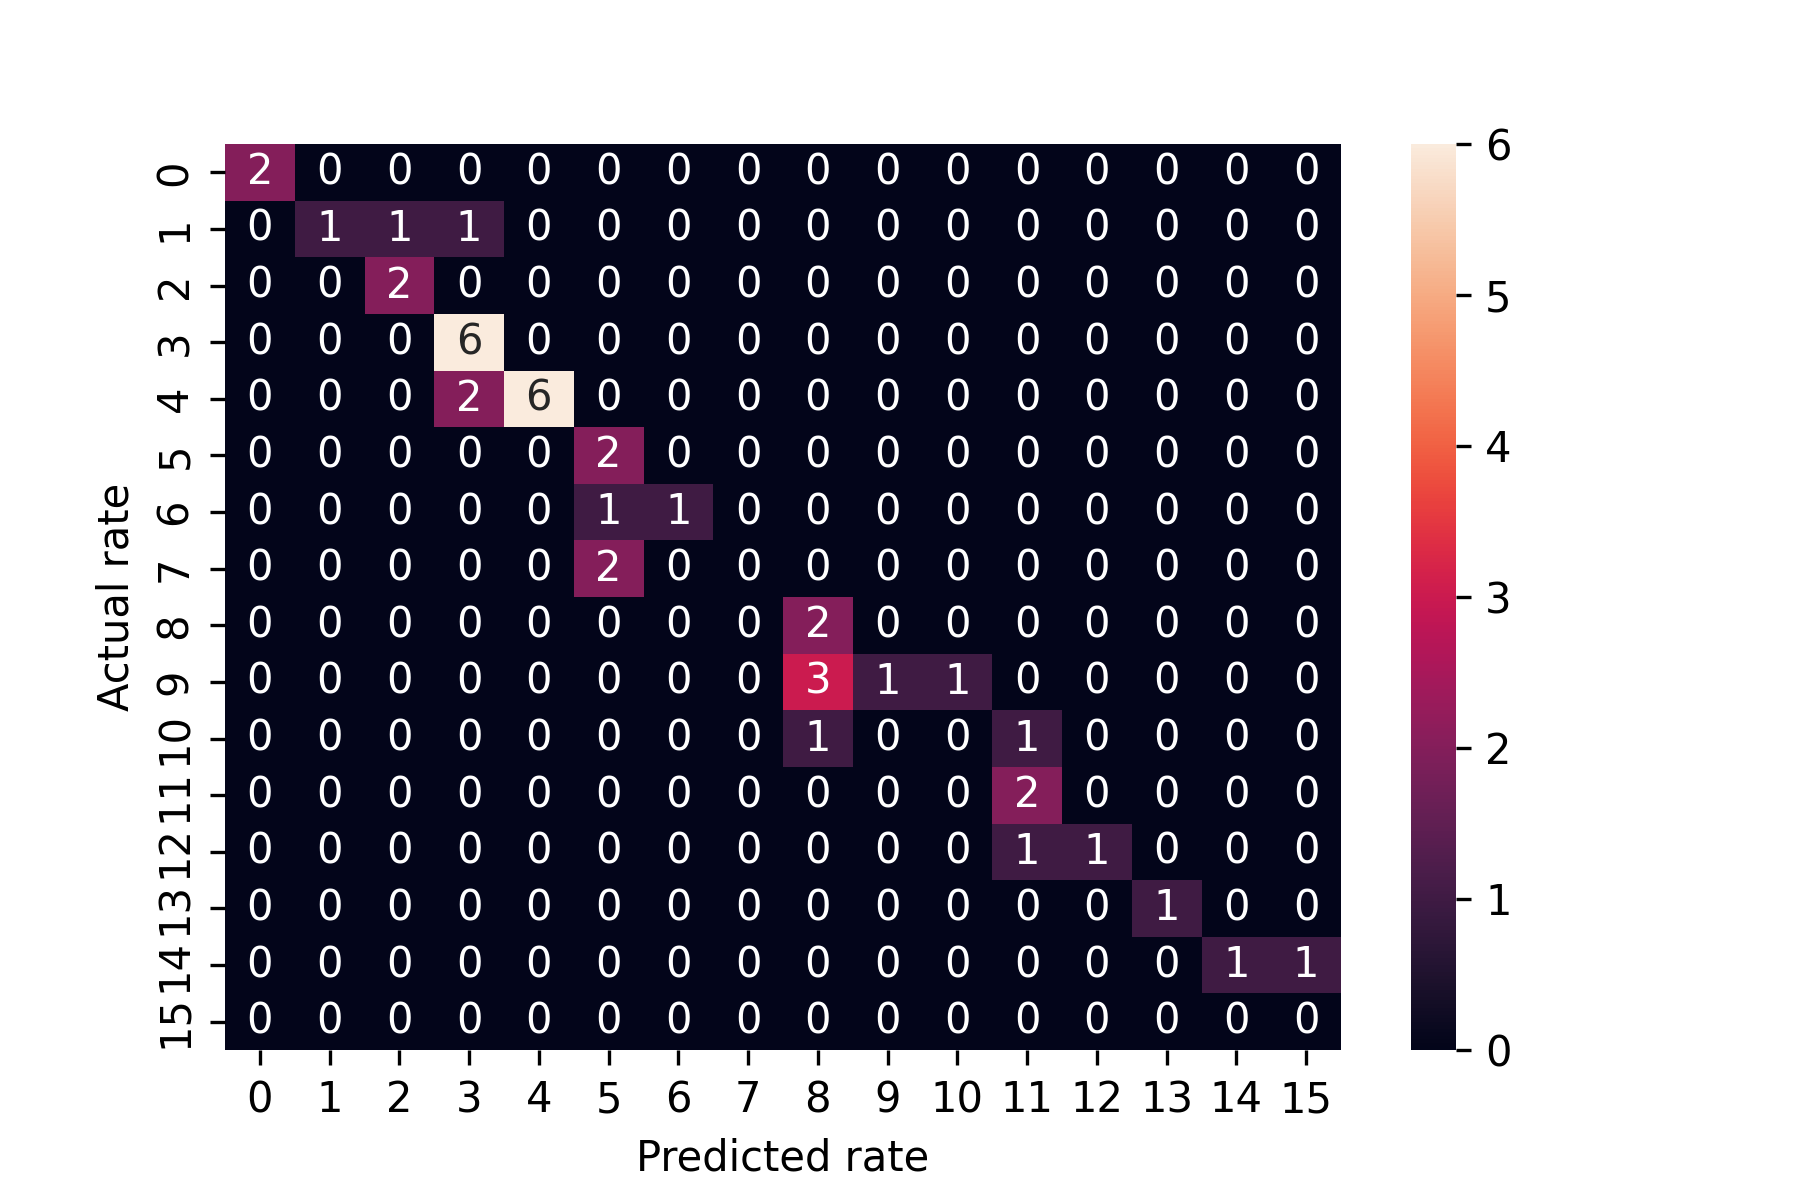 0 2 0 0 0 0 0 0 0 0 0 0 0 0 0 0 0 6
1 0 1 1 1 0 0 0 0 0 0 0 0 0 0 0 0
2 0 0 2 0 0 0 0 0 0 0 0 0 0 0 0 0 5
3 0 0 0 6 0 0 0 0 0 0 0 0 0 0 0 0
4 0 0 0 2 6 0 0 0 0 0 0 0 0 0 0 0
5 0 0 0 0 0 2 0 0 0 0 0 0 0 0 0 0 4
6 0 0 0 0 0 1 1 0 0 0 0 0 0 0 0 0
7 0 0 0 0 0 2 0 0 0 0 0 0 0 0 0 0
Actual rate
8 0 0 0 0 0 0 0 0 2 0 0 0 0 0 0 0 3
9 0 0 0 0 0 0 0 0 3 1 1 0 0 0 0 0
10 0 0 0 0 0 0 0 0 1 0 0 1 0 0 0 0 2
11 0 0 0 0 0 0 0 0 0 0 0 2 0 0 0 0
12 0 0 0 0 0 0 0 0 0 0 0 1 1 0 0 0
13 0 0 0 0 0 0 0 0 0 0 0 0 0 1 0 0 1
14 0 0 0 0 0 0 0 0 0 0 0 0 0 0 1 1
15 0 0 0 0 0 0 0 0 0 0 0 0 0 0 0 0 0
0 1 2 3 4 5 6 7 8 9 10 11 12 13 14 15
Predicted rate